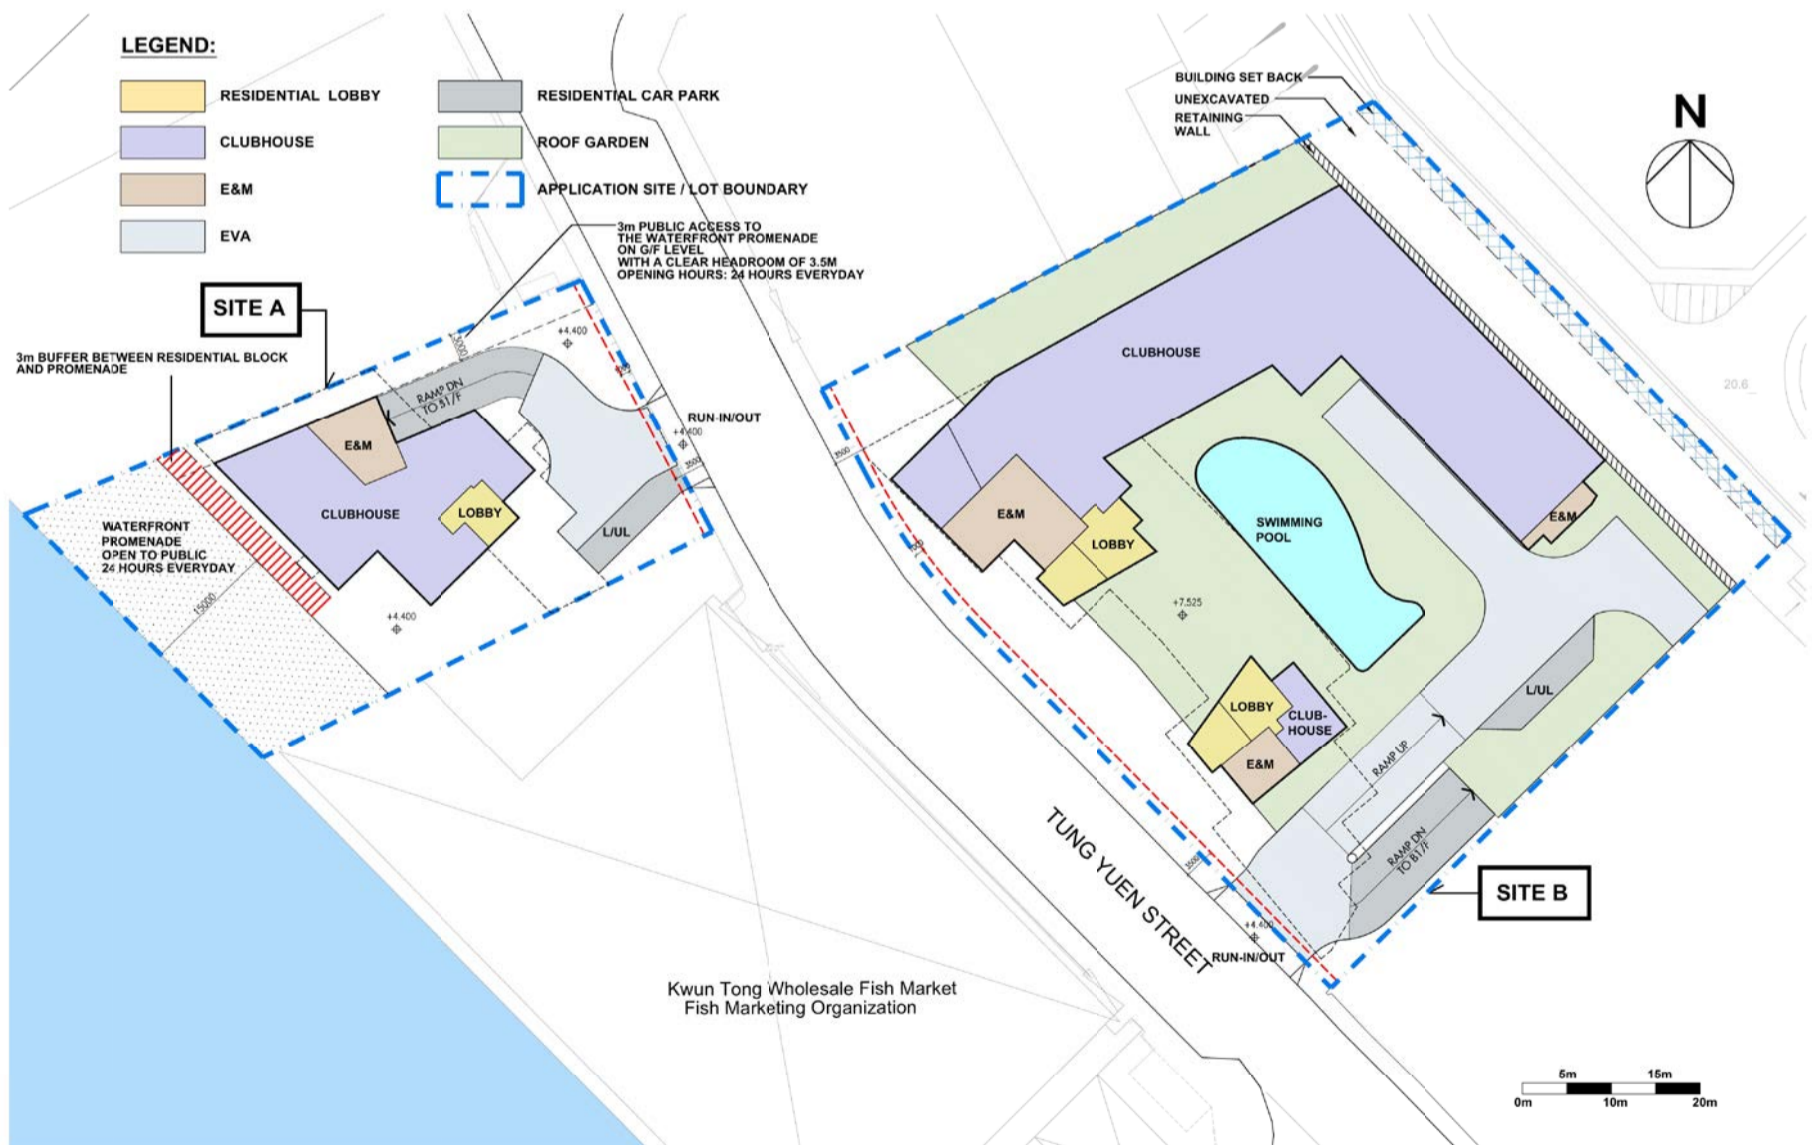 LEGEND:
RESIDENTIAL LOBBY
CLUBHOUSE
E&M
EVA
RESIDENTIAL CAR PARK
ROOF GARDEN
APPLICATION SITE / LOT BOUNDARY
3m PUBLIC ACCESS TO
THE WATERFRONT PROMENADE
ON G/F LEVEL
WITH A CLEAR HEADROOM OF 3.5M
OPENING HOURS: 24 HOURS EVERYDAY
SITE A
3m BUFFER BETWEEN RESIDENTIAL BLOCK
AND PROMENADE
3000
+4.400
RAMP DN
TO B1/F
RUN-IN/OUT
+4.400
3500
E&M
CLUBHOUSE
LOBBY
L/UL
WATERFRONT
PROMENADE
OPEN TO PUBLIC
24 HOURS EVERYDAY
15000
+4.400
BUILDING SET BACK
UNEXCAVATED
RETAINING
WALL
N
20.6
CLUBHOUSE
3500
E&M
LOBBY
SWIMMING
POOL
E&M
+7.525
LOBBY
CLUB-
HOUSE
E&M
L/UL
RAMP UP
RAMP DN
TO B1/F
3500
+4.400
RUN-IN/OUT
SITE B
TUNG YUEN STREET
Kwun Tong Wholesale Fish Market
Fish Marketing Organization
5m 15m
0m 10m 20m